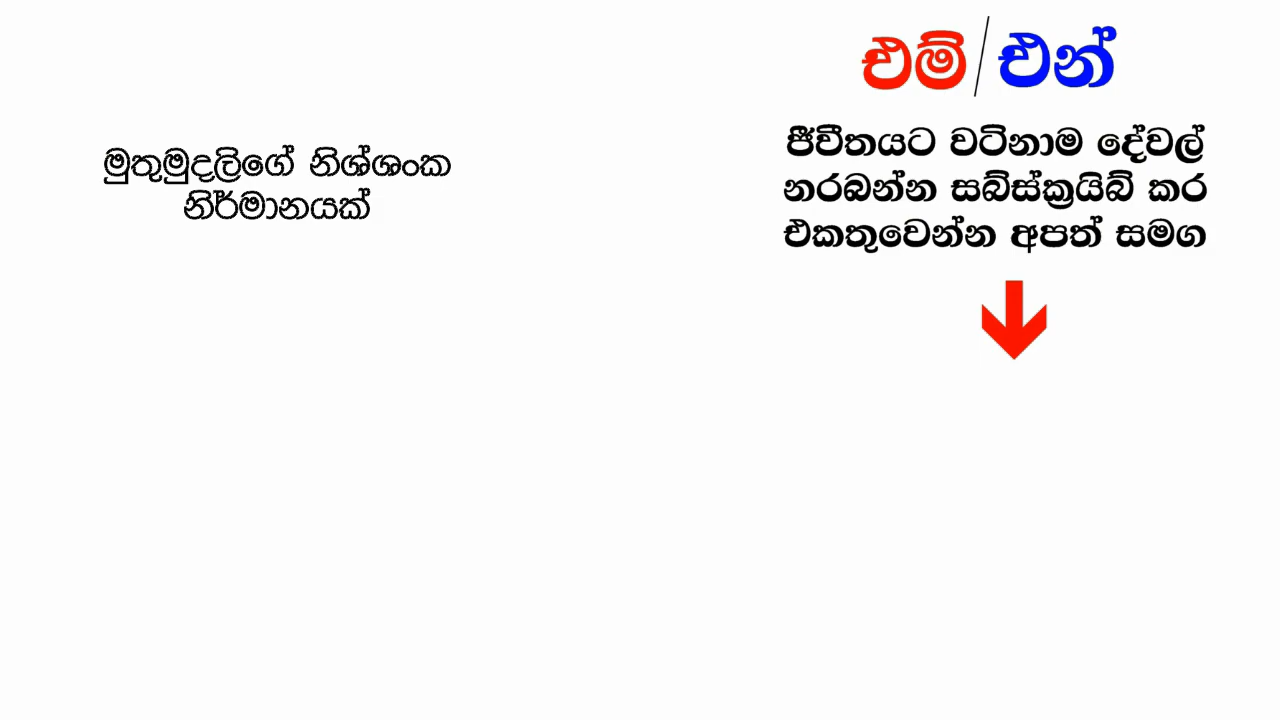 එම්/එන්
ජීවීතයට වටිනාම දේවල්
නරබන්න සබ්ස්ක්‍රයිබ් කර
එකතුවෙන්න අපත් සමග
මුතුමුදලිගේ නිශ්ශංක
නිර්මානයක්